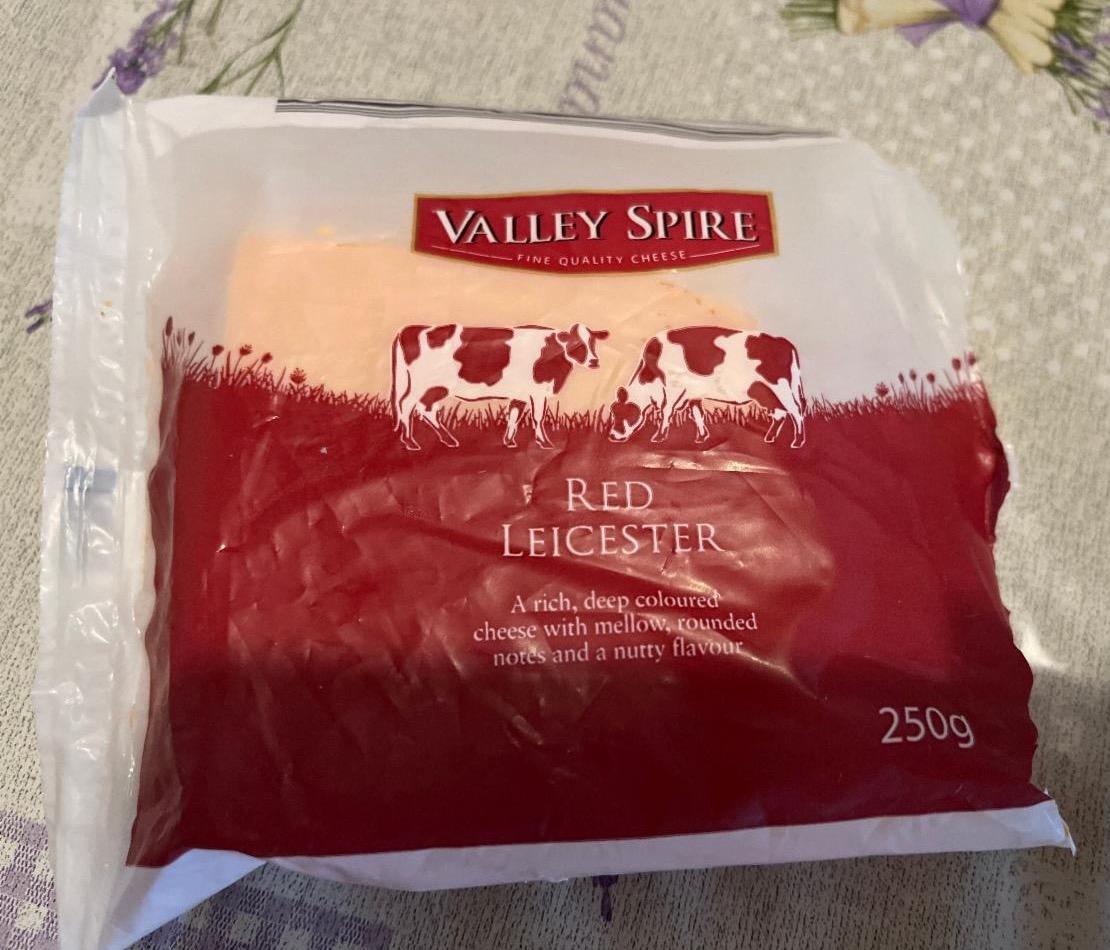 VALLEY SPIRE
FINE QUALITY CHEESE
RED
LEICESTER
A rich, deep coloured
cheese with mellow, rounded
notes and a nutty flavour
250g